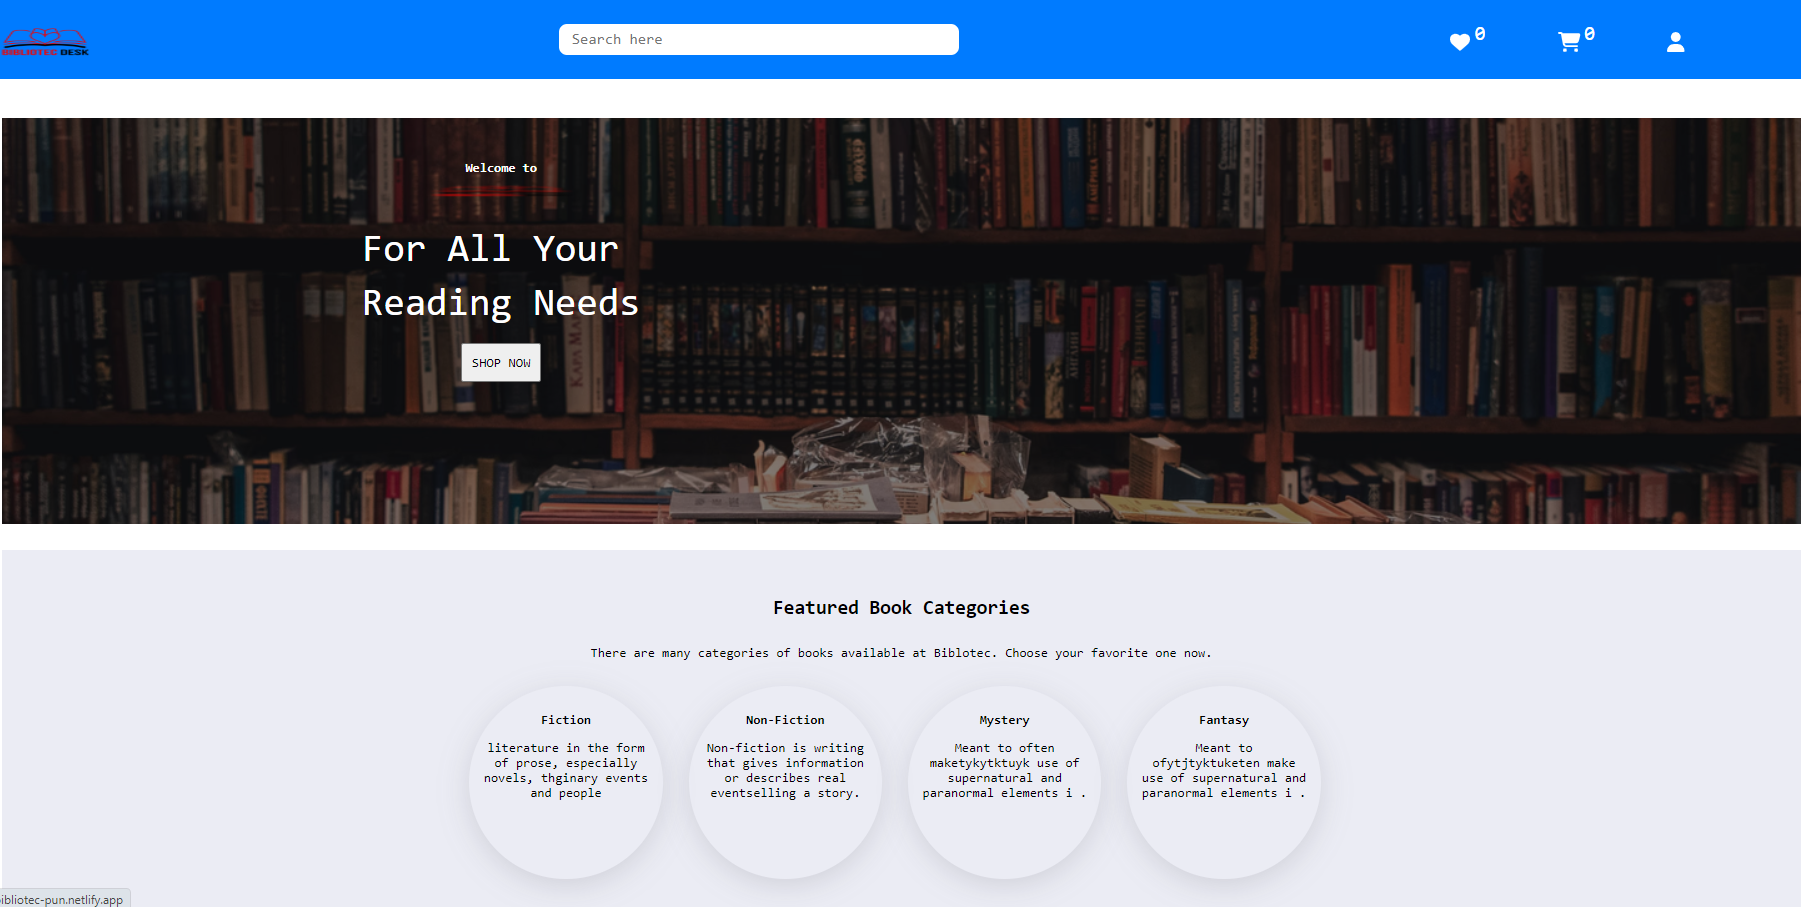 BIBLIOTEC DESK
Search here
0
0
Welcome to
For All Your
Reading Needs
SHOP NOW
Featured Book Categories
There are many categories of books available at Biblotec. Choose your favorite one now.
Fiction
literature in the form
of prose, especially
novels, thginary events
and people
Non-Fiction
Non-fiction is writing
that gives information
or describes real
eventselling a story.
Mystery
Meant to often
maketykytktuyk use of
supernatural and
paranormal elements i .
Fantasy
Meant to
ofytjtyktuketen make
use of supernatural and
paranormal elements i .
ibliotec-pun.netlify.app